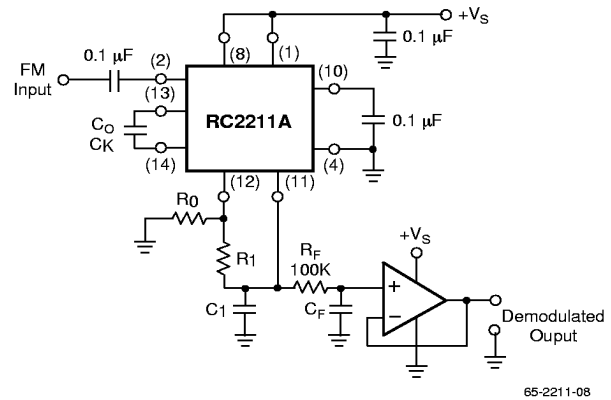 +VS
0.1 µF
(8)
(1)
0.1 µF
FM
Input
(2)
(10)
(13)
RC2211A
CO
CK
0.1 µF
(14)
(4)
(12)
(11)
R0
R1
RF
100K
+VS
C1
CF
+
−
Demodulated
Ouput
65-2211-08